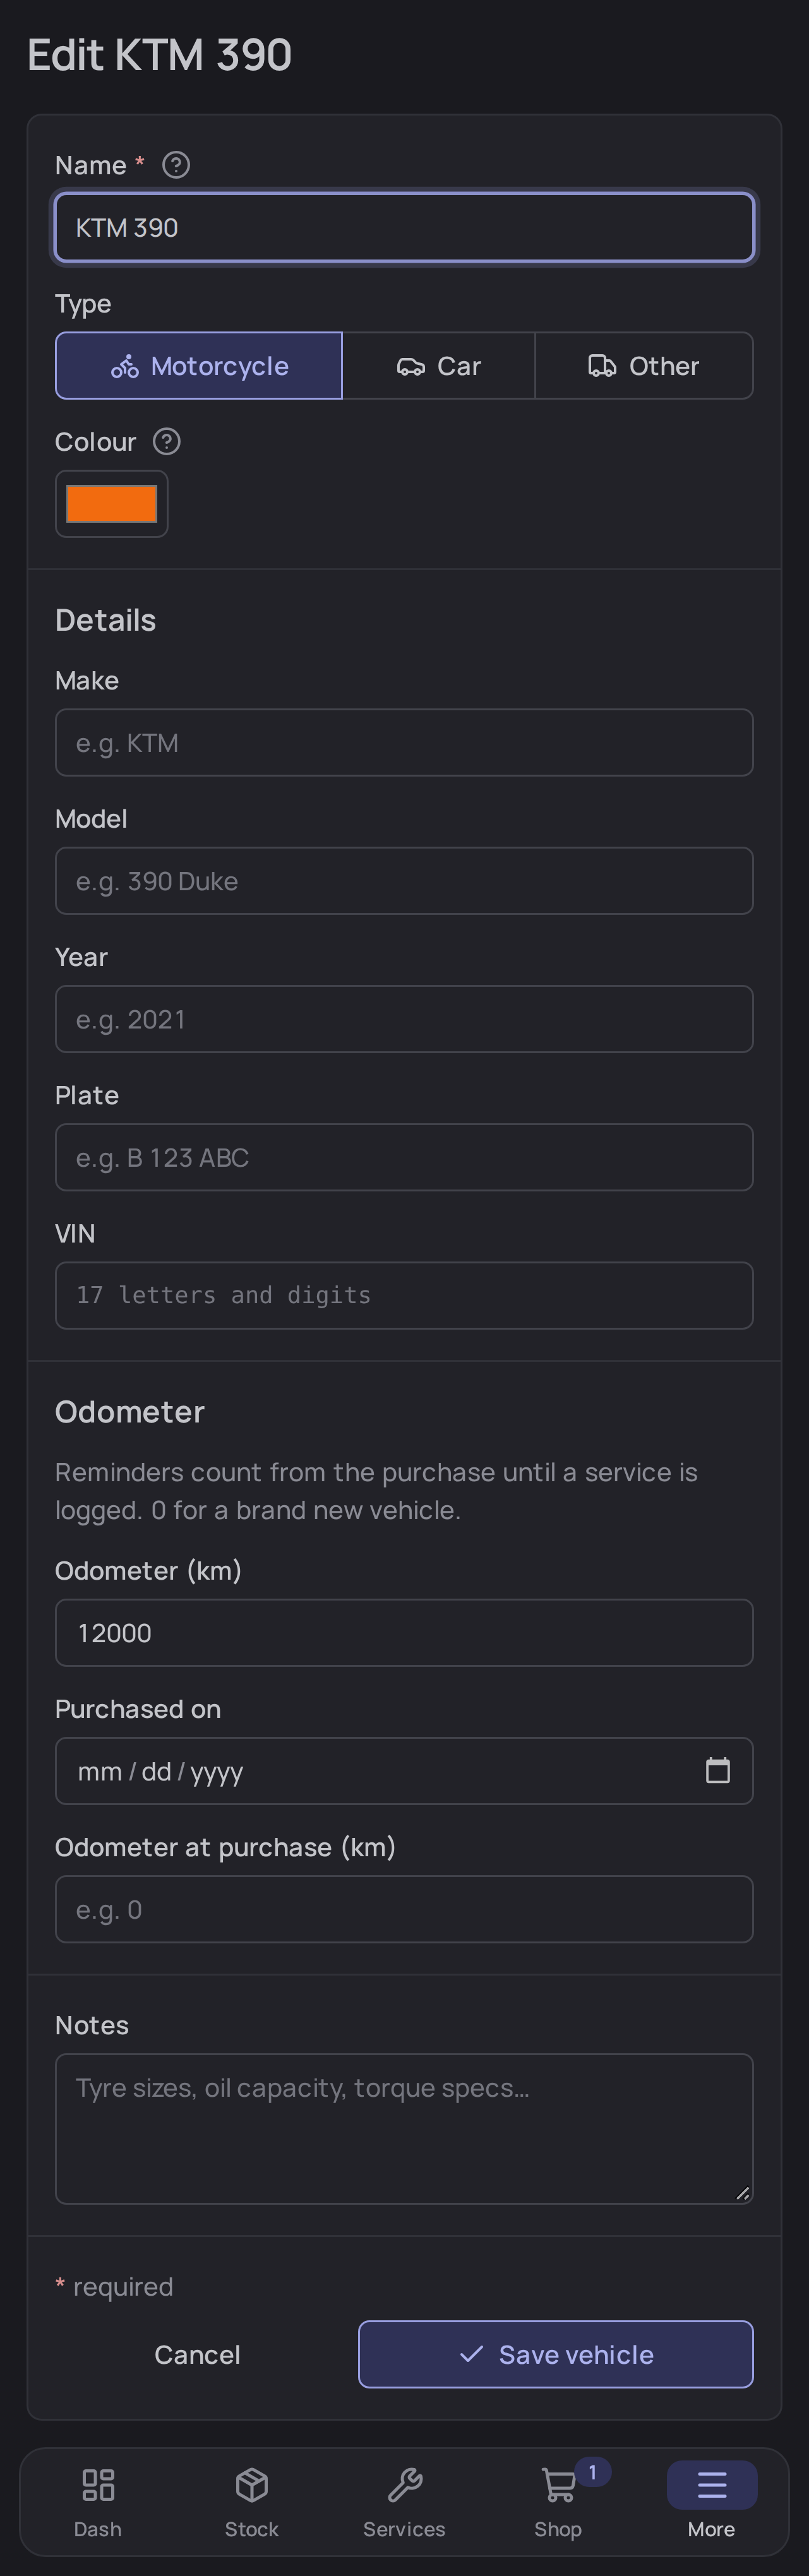 Edit KTM 390
Name *
KTM 390
Type
Motorcycle
Car
Other
Colour
Details
Make
e.g. KTM
Model
e.g. 390 Duke
Year
e.g. 2021
Plate
e.g. B 123 ABC
VIN
17 letters and digits
Odometer
Reminders count from the purchase until a service is
logged. 0 for a brand new vehicle.
Odometer (km)
12000
Purchased on
mm/dd/yyyy
Odometer at purchase (km)
e.g. 0
Notes
Tyre sizes, oil capacity, torque specs…
* required
Cancel
Save vehicle
1
Dash
Stock
Services
Shop
More